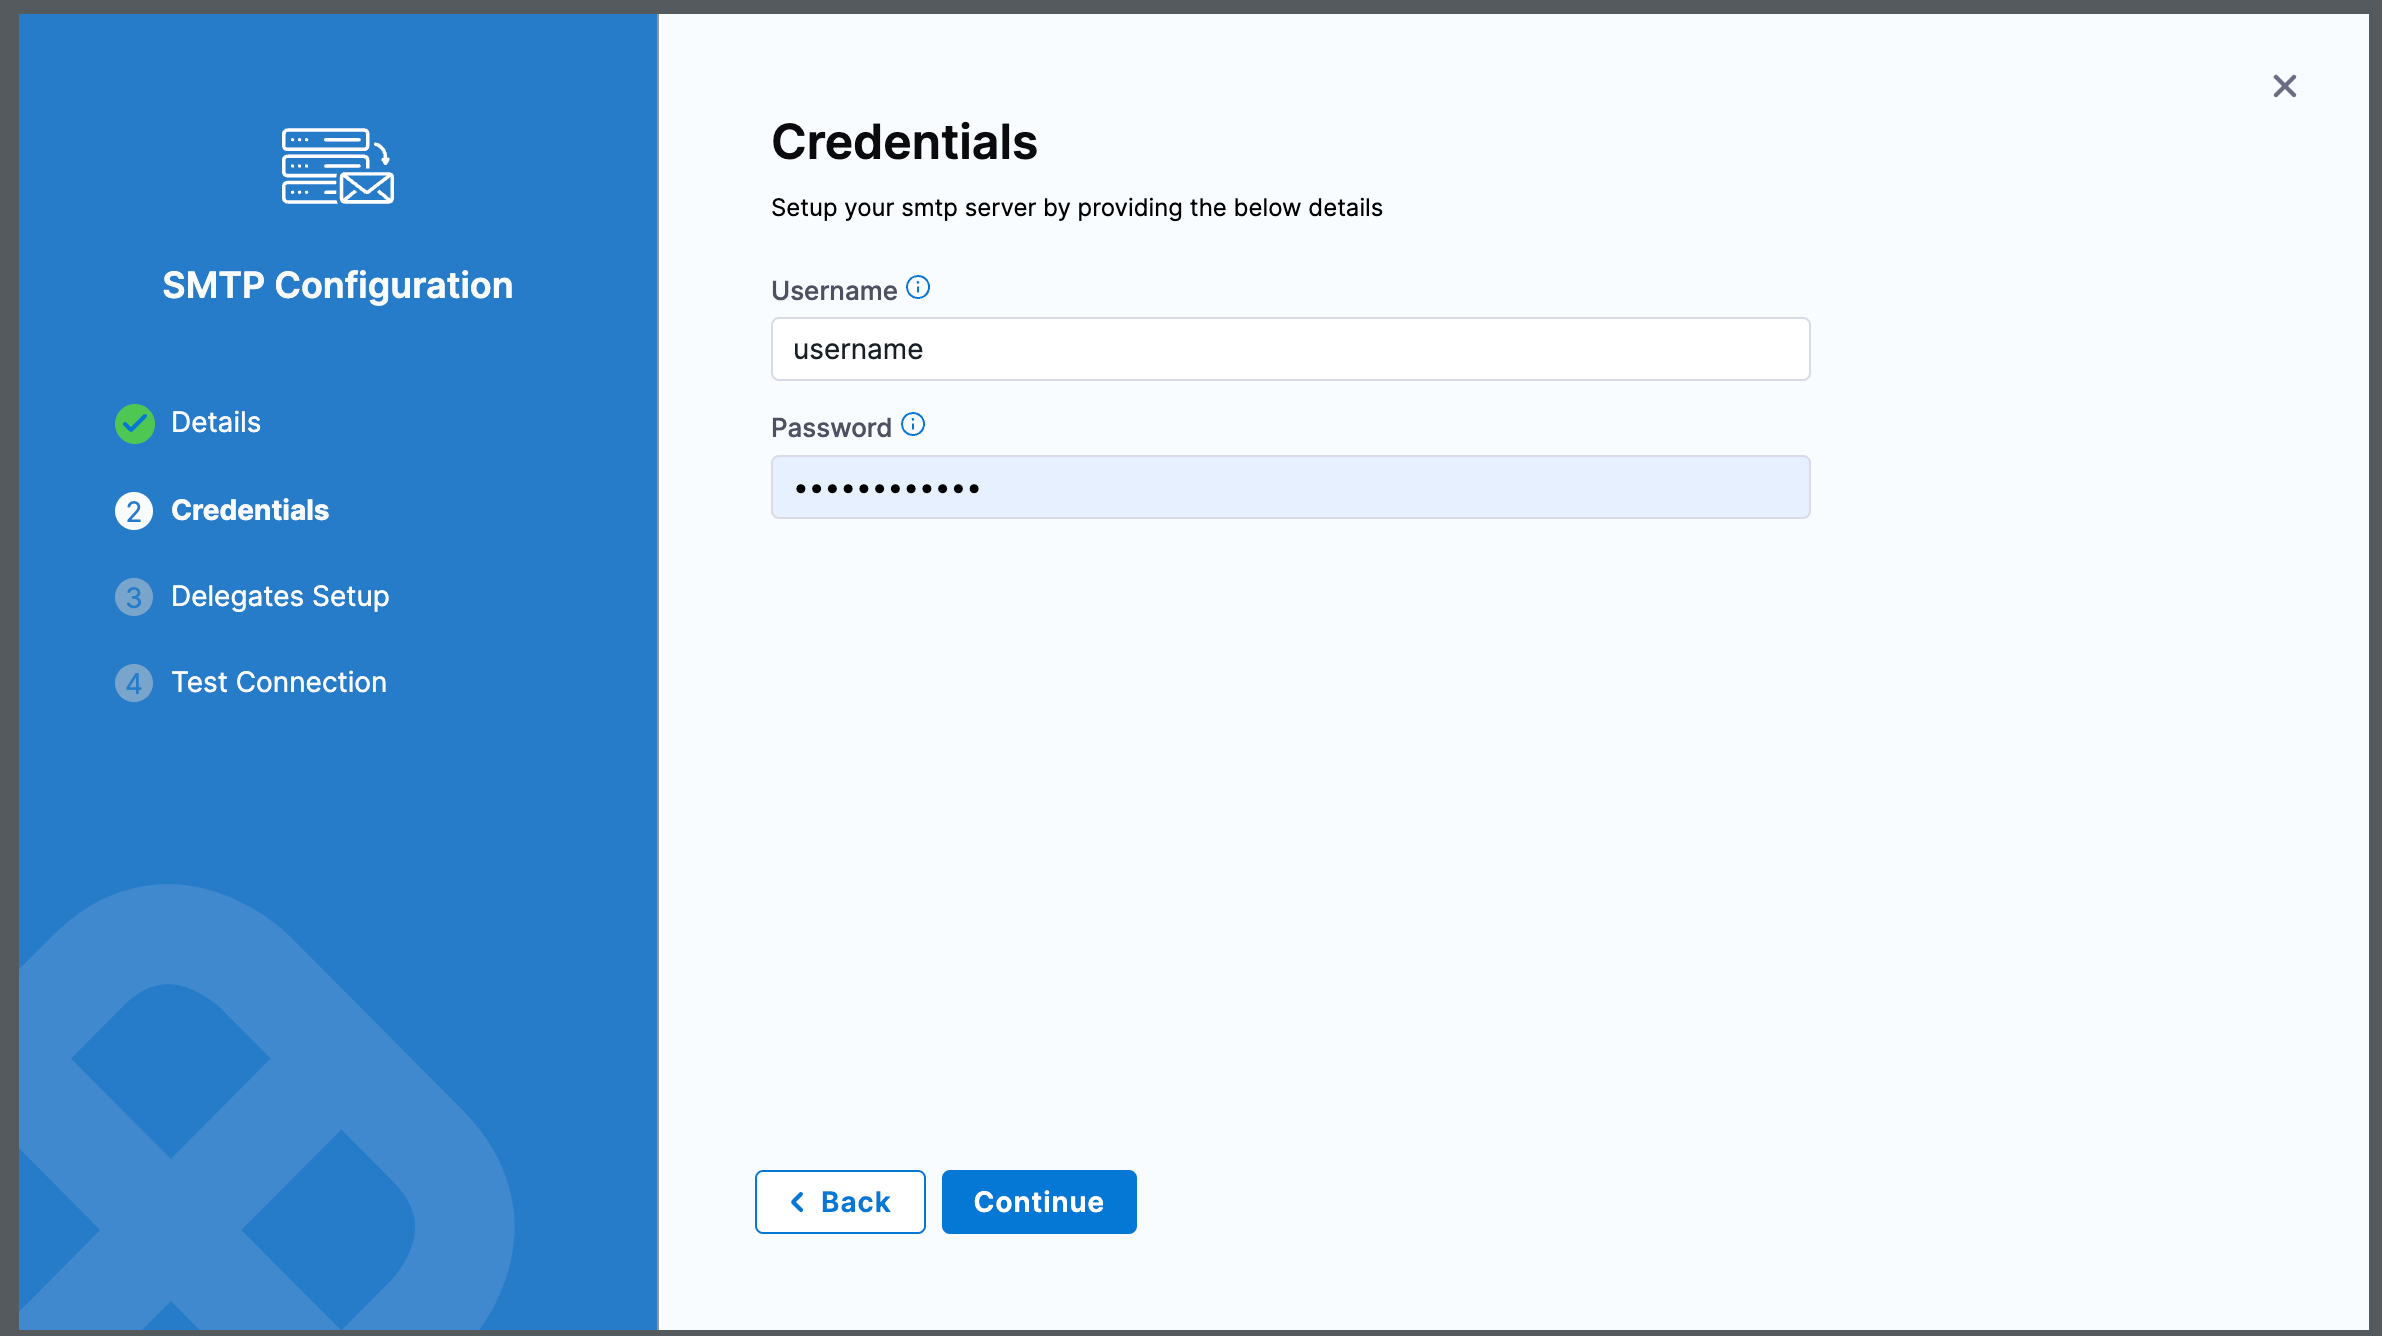 SMTP Configuration
Details
2 Credentials
3 Delegates Setup
4 Test Connection
Credentials
Setup your smtp server by providing the below details
Username
username
Password
••••••••••••
Back
Continue